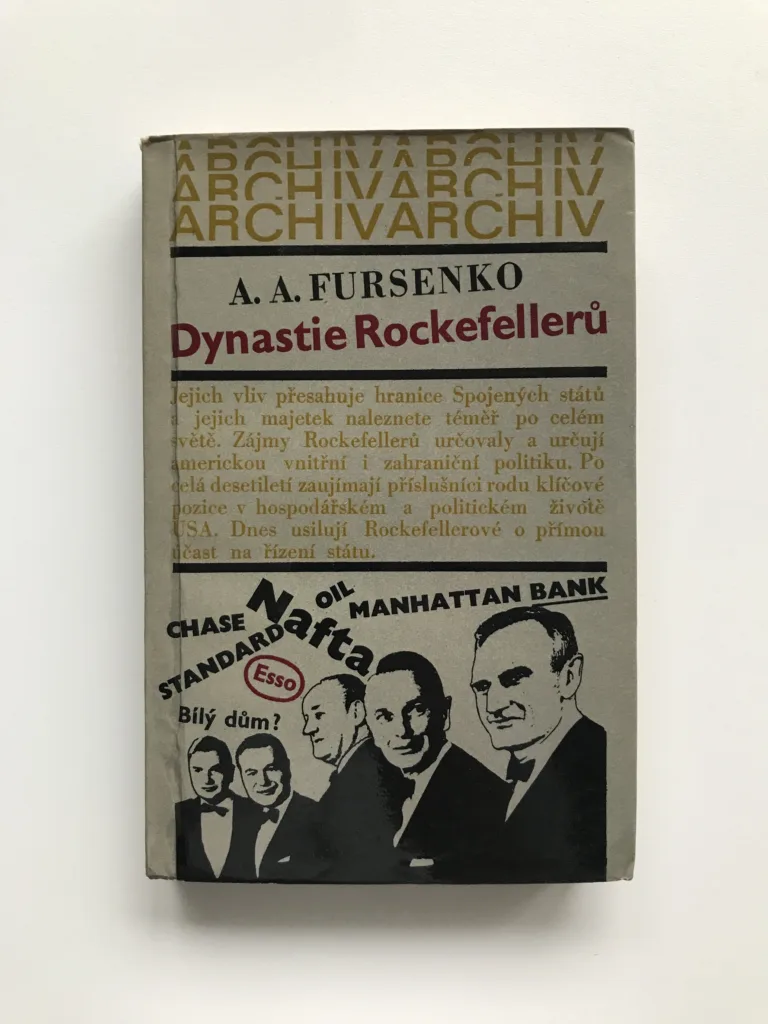 ARCHIVARCHIV
ARCHIVARCHIV
ARCHIVARCHIV
ARCHIVARCHIV
A. A. FURSENKO
Dynastie Rockefellerů
Jejich vliv přesahuje hranice Spojených států
a jejich majetek naleznete téměř po celém
světě. Zájmy Rockefellerů určovaly a určují
americkou vnitřní i zahraniční politiku. Po
celá desetiletí zaujímají příslušníci rodu klíčové
pozice v hospodářském a politickém životě
USA. Dnes usilují Rockefellerové o přímou
účast na řízení státu.
CHASE MANHATTAN BANK
STANDARD OIL
Nafta
Esso
Bílý dům?